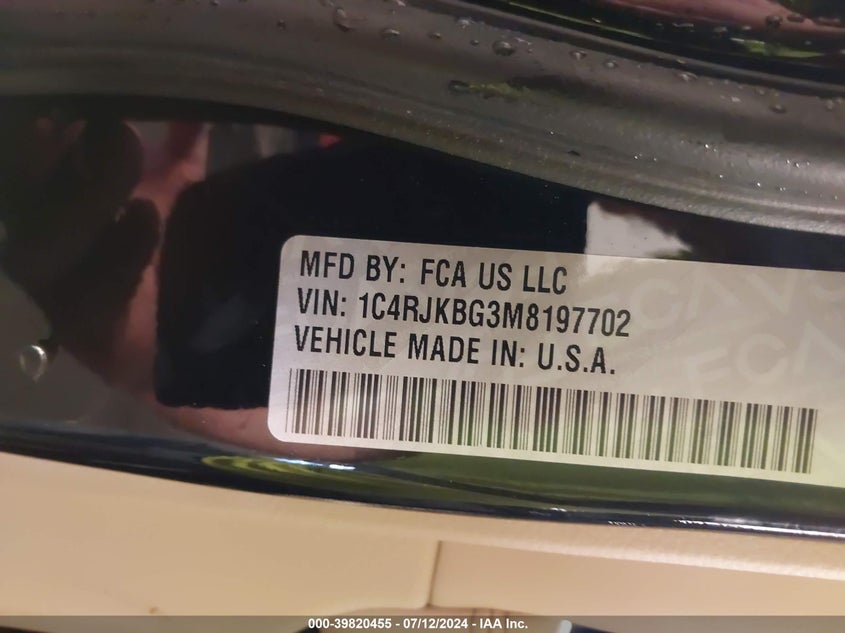 MFD BY: FCA US LLC
VIN: 1C4RJKBG3M8197702
VEHICLE MADE IN: U.S.A.
000-39820455 - 07/12/2024 - IAA Inc.